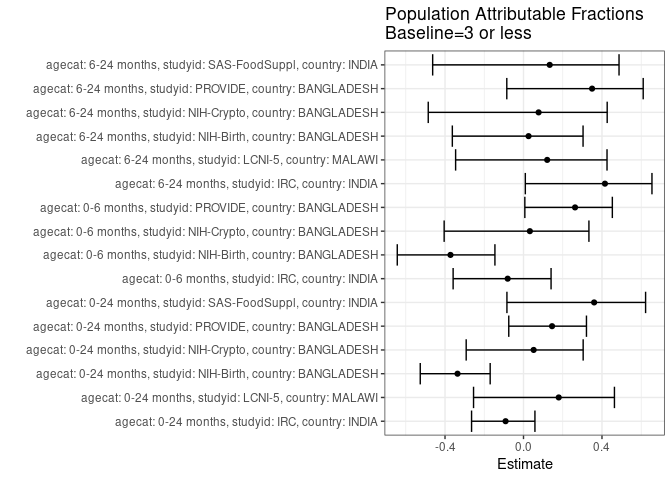 Population Attributable Fractions
Baseline=3 or less
agecat: 6-24 months, studyid: SAS-FoodSuppl, country: INDIA
agecat: 6-24 months, studyid: PROVIDE, country: BANGLADESH
agecat: 6-24 months, studyid: NIH-Crypto, country: BANGLADESH
agecat: 6-24 months, studyid: NIH-Birth, country: BANGLADESH
agecat: 6-24 months, studyid: LCNI-5, country: MALAWI
agecat: 6-24 months, studyid: IRC, country: INDIA
agecat: 0-6 months, studyid: PROVIDE, country: BANGLADESH
agecat: 0-6 months, studyid: NIH-Crypto, country: BANGLADESH
agecat: 0-6 months, studyid: NIH-Birth, country: BANGLADESH
agecat: 0-6 months, studyid: IRC, country: INDIA
agecat: 0-24 months, studyid: SAS-FoodSuppl, country: INDIA
agecat: 0-24 months, studyid: PROVIDE, country: BANGLADESH
agecat: 0-24 months, studyid: NIH-Crypto, country: BANGLADESH
agecat: 0-24 months, studyid: NIH-Birth, country: BANGLADESH
agecat: 0-24 months, studyid: LCNI-5, country: MALAWI
agecat: 0-24 months, studyid: IRC, country: INDIA
-0.4 0.0 0.4
Estimate